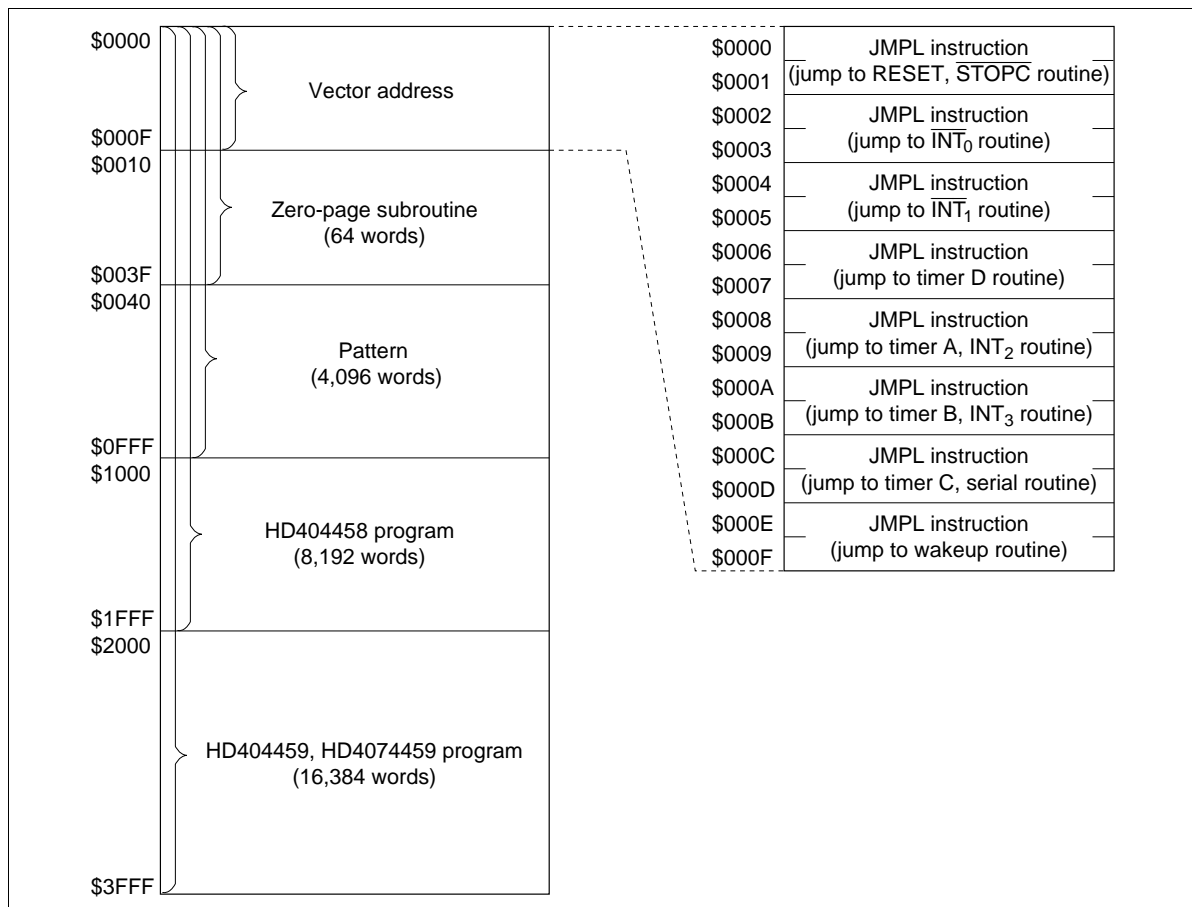 $0000
Vector address
$000F
$0010
Zero-page subroutine
(64 words)
$003F
$0040
Pattern
(4,096 words)
$0FFF
$1000
HD404458 program
(8,192 words)
$1FFF
$2000
HD404459, HD4074459 program
(16,384 words)
$3FFF
$0000
JMPL instruction
$0001
(jump to RESET, S̅T̅O̅P̅C̅ routine)
$0002
JMPL instruction
$0003
(jump to I̅N̅T̅₀ routine)
$0004
JMPL instruction
$0005
(jump to I̅N̅T̅₁ routine)
$0006
JMPL instruction
$0007
(jump to timer D routine)
$0008
JMPL instruction
$0009
(jump to timer A, INT₂ routine)
$000A
JMPL instruction
$000B
(jump to timer B, INT₃ routine)
$000C
JMPL instruction
$000D
(jump to timer C, serial routine)
$000E
JMPL instruction
$000F
(jump to wakeup routine)